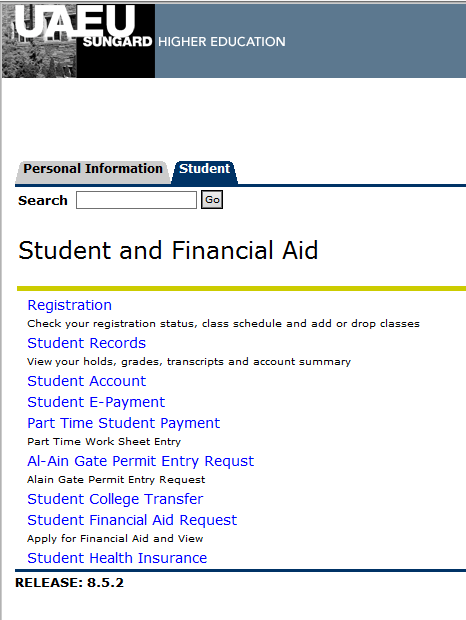 UAEU
SUNGARD HIGHER EDUCATION
Personal Information Student
Search Go
Student and Financial Aid
Registration
Check your registration status, class schedule and add or drop classes
Student Records
View your holds, grades, transcripts and account summary
Student Account
Student E-Payment
Part Time Student Payment
Part Time Work Sheet Entry
Al-Ain Gate Permit Entry Requst
Alain Gate Permit Entry Request
Student College Transfer
Student Financial Aid Request
Apply for Financial Aid and View
Student Health Insurance
RELEASE: 8.5.2